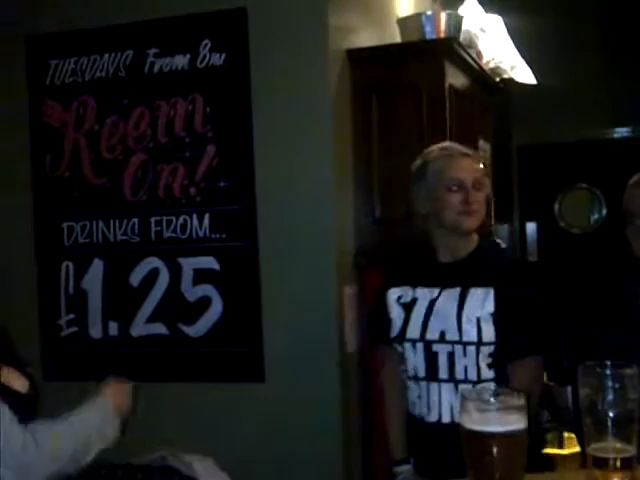 TUESDAYS From 8PM
Reem
On!
DRINKS FROM...
£1.25
STAR
IN THE